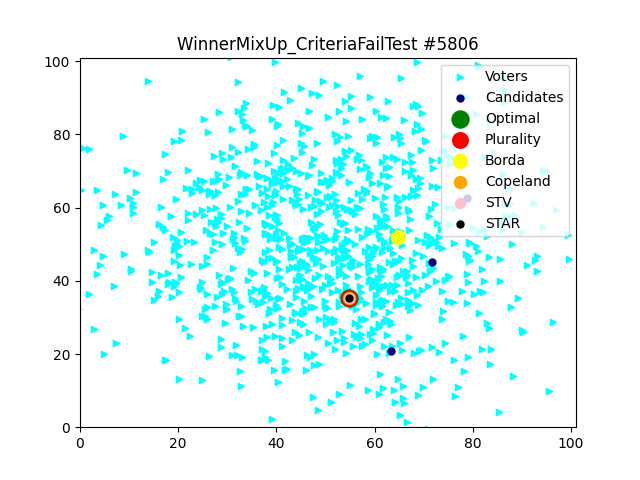 WinnerMixUp_CriteriaFailTest #5806
100
80
60
40
20
0
0 20 40 60 80 100
Voters
Candidates
Optimal
Plurality
Borda
Copeland
STV
STAR